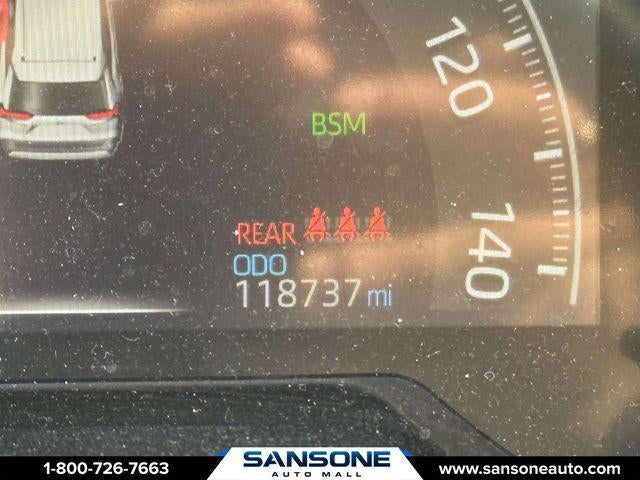 120
BSM
140
REAR
ODO
118737 mi
1-800-726-7663
SANSONE
AUTO MALL
www.sansoneauto.com